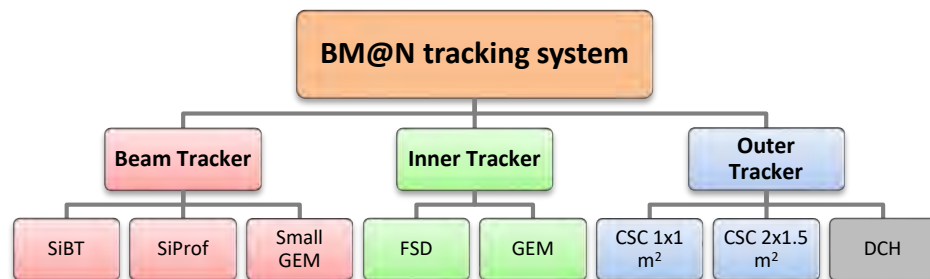 BM@N tracking system
Beam Tracker
Inner Tracker
Outer
Tracker
SiBT
SiProf
Small
GEM
FSD
GEM
CSC 1x1
m²
CSC 2x1.5
m²
DCH